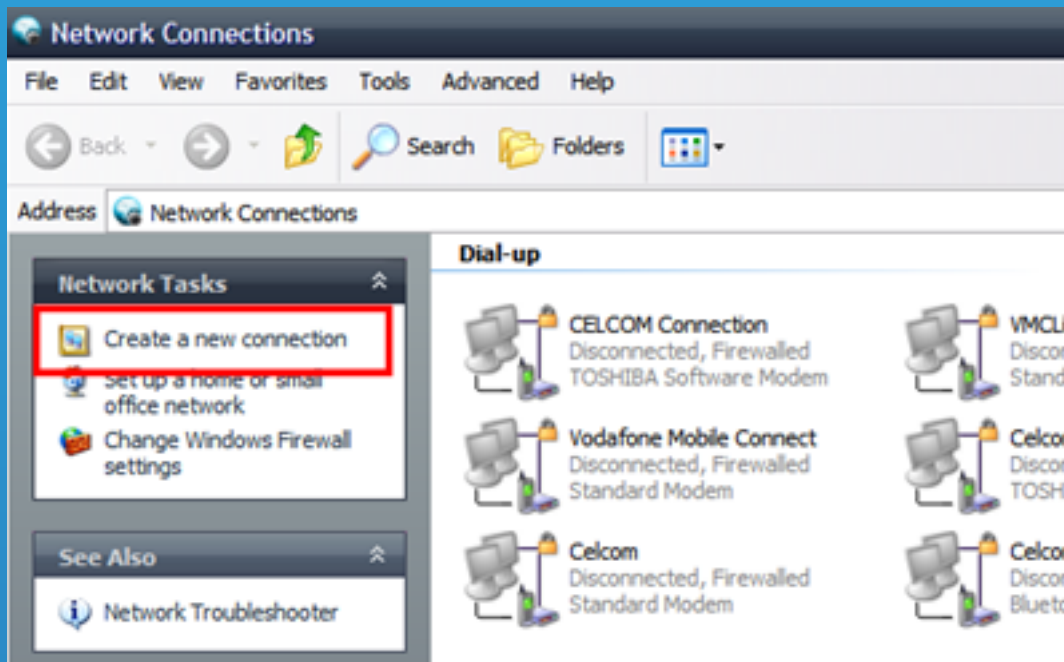 Network Connections
File Edit View Favorites Tools Advanced Help
Back Search Folders
Address Network Connections
Network Tasks
Create a new connection
Set up a home or small
office network
Change Windows Firewall
settings
See Also
Network Troubleshooter
Dial-up
CELCOM Connection
Disconnected, Firewalled
TOSHIBA Software Modem
Vodafone Mobile Connect
Disconnected, Firewalled
Standard Modem
Celcom
Disconnected, Firewalled
Standard Modem